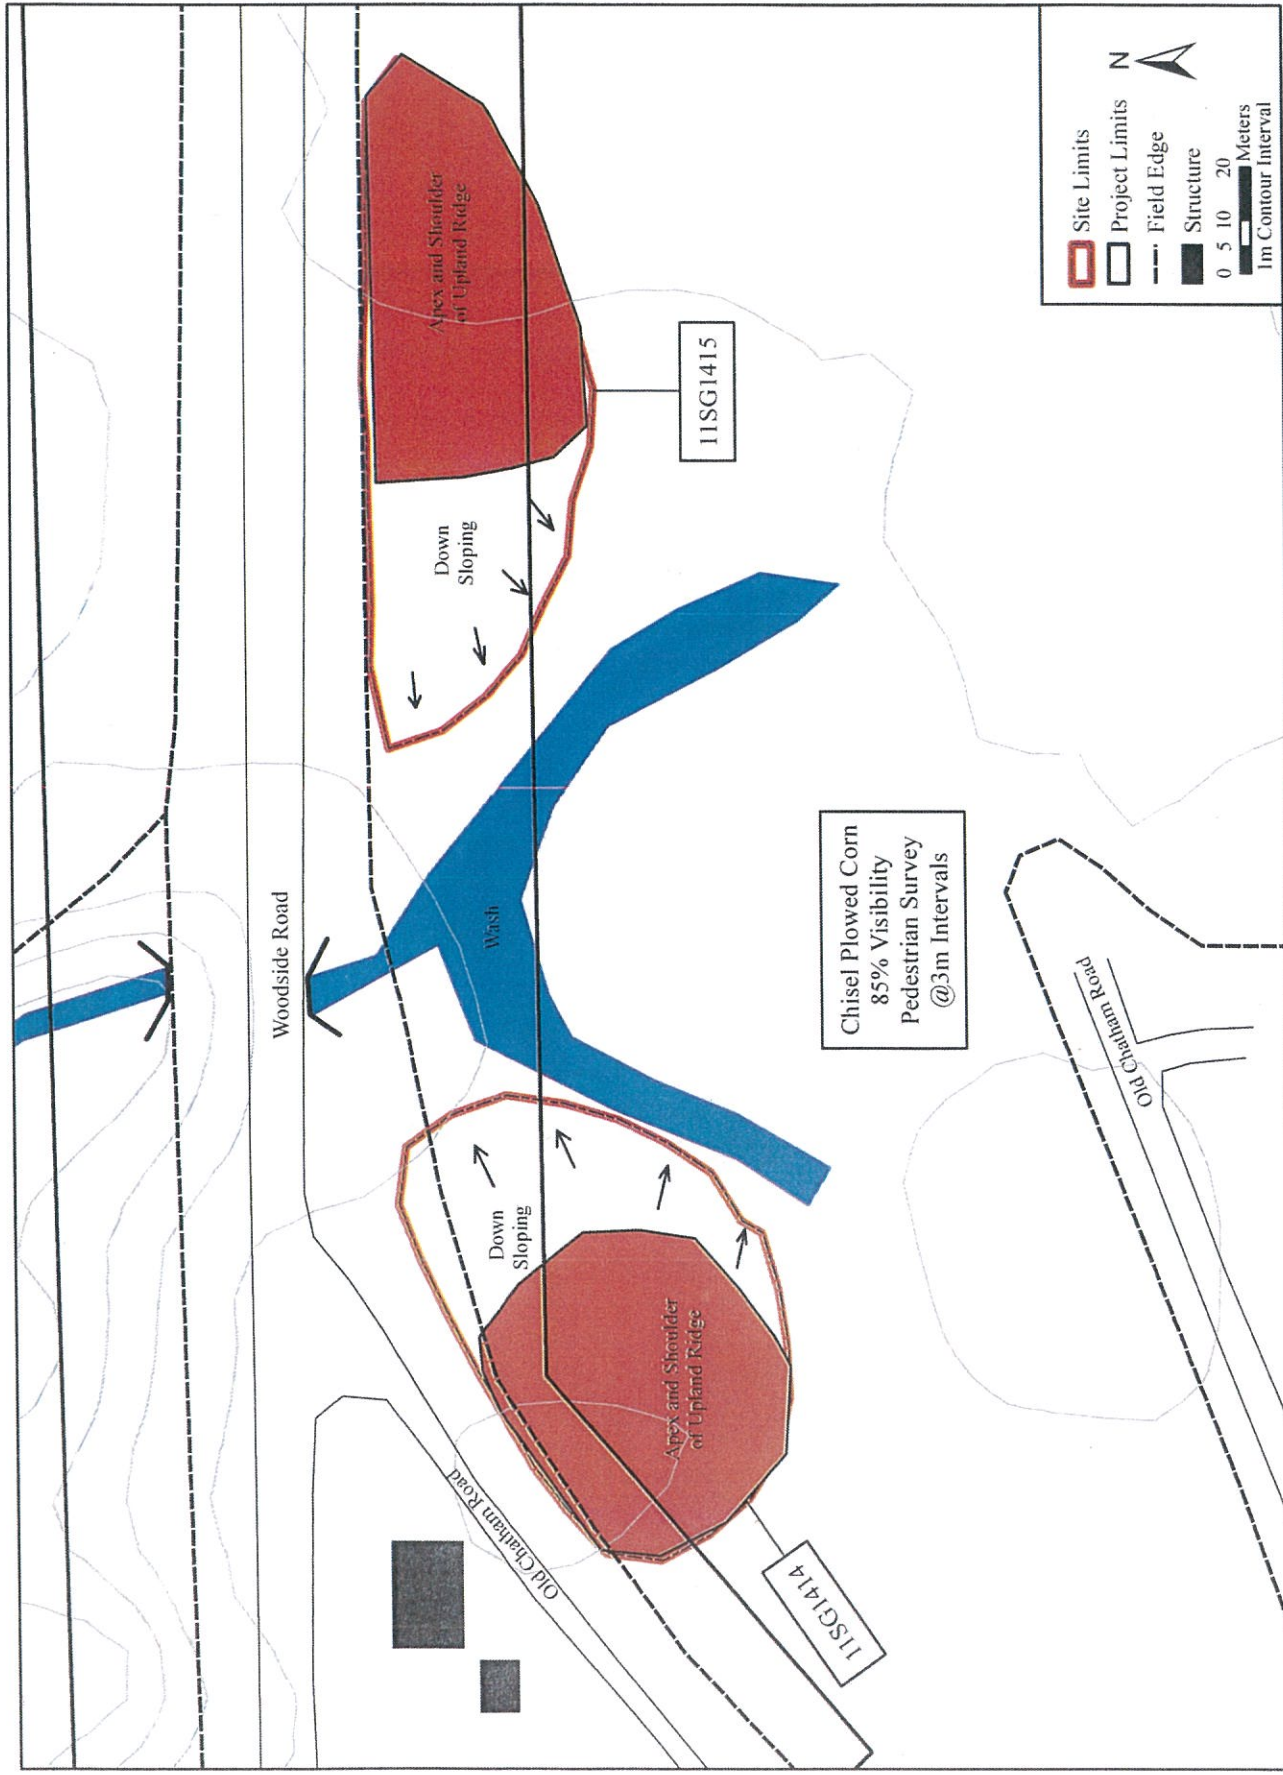 Woodside Road
Apex and Shoulder
of Upland Ridge
Down
Sloping
11SG1415
Wash
Down
Sloping
Apex and Shoulder
of Upland Ridge
11SG1414
Old Chatham Road
Chisel Plowed Corn
85% Visibility
Pedestrian Survey
@3m Intervals
Old Chatham Road
Site Limits
Project Limits
Field Edge
Structure
0 5 10 20
Meters
1m Contour Interval
N